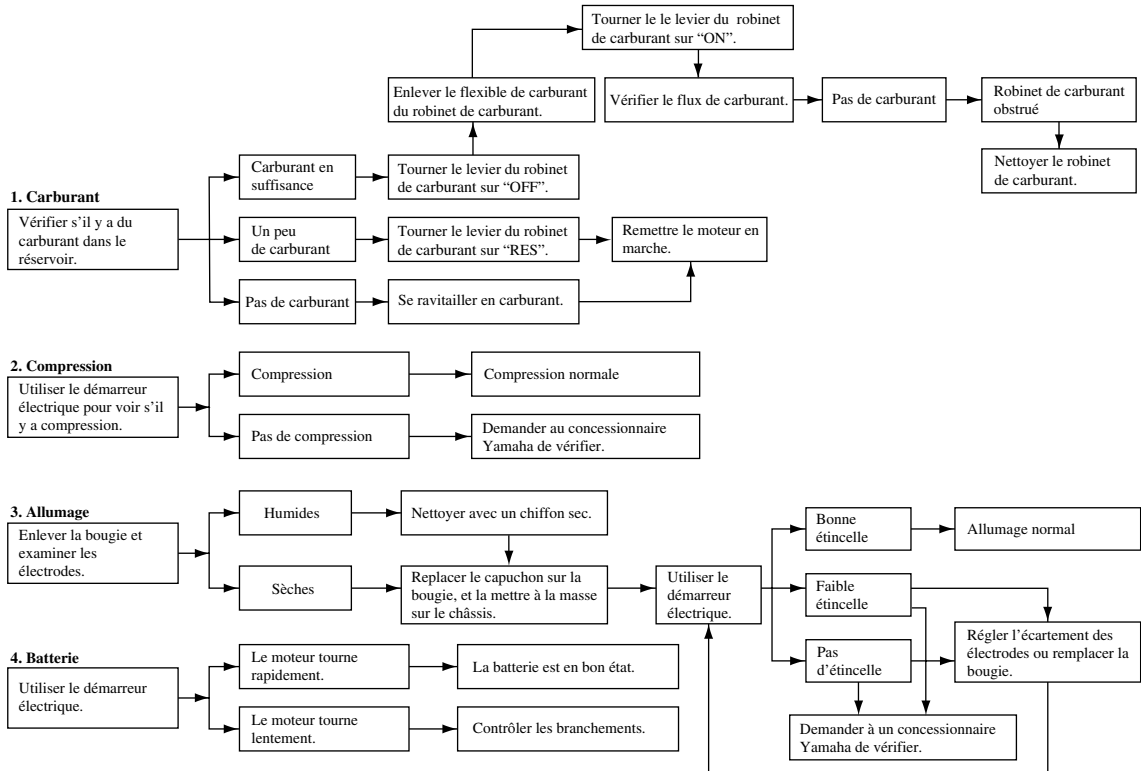 Tourner le le levier du robinet
de carburant sur “ON”.
Enlever le flexible de carburant
du robinet de carburant.
Vérifier le flux de carburant.
Pas de carburant
Robinet de carburant
obstrué
Nettoyer le robinet
de carburant.
1. Carburant
Vérifier s’il y a du
carburant dans le
réservoir.
Carburant en
suffisance
Tourner le levier du robinet
de carburant sur “OFF”.
Un peu
de carburant
Tourner le levier du robinet
de carburant sur “RES”.
Remettre le moteur en
marche.
Pas de carburant
Se ravitailler en carburant.
2. Compression
Utiliser le démarreur
électrique pour voir s’il
y a compression.
Compression
Compression normale
Pas de compression
Demander au concessionnaire
Yamaha de vérifier.
3. Allumage
Enlever la bougie et
examiner les
électrodes.
Humides
Nettoyer avec un chiffon sec.
Sèches
Replacer le capuchon sur la
bougie, et la mettre à la masse
sur le châssis.
Utiliser le
démarreur
électrique.
Bonne
étincelle
Allumage normal
Faible
étincelle
Pas
d’étincelle
Régler l’écartement des
électrodes ou remplacer la
bougie.
Demander à un concessionnaire
Yamaha de vérifier.
4. Batterie
Utiliser le démarreur
électrique.
Le moteur tourne
rapidement.
La batterie est en bon état.
Le moteur tourne
lentement.
Contrôler les branchements.